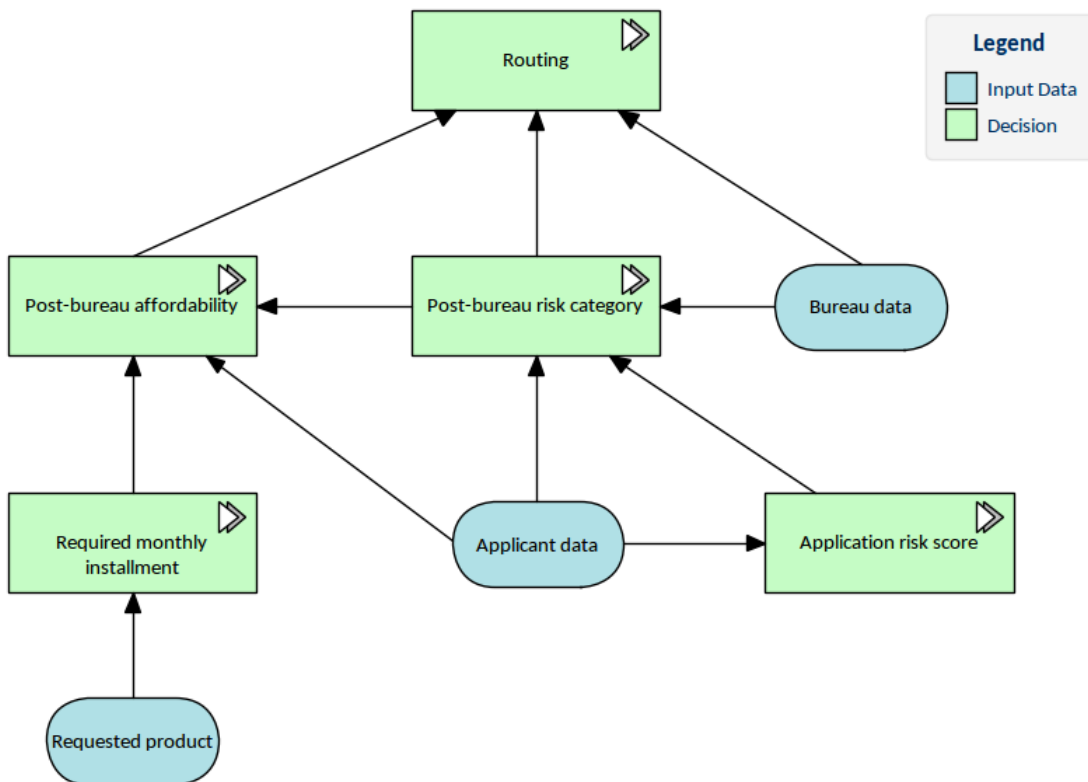 Routing
Legend
Input Data
Decision
Post-bureau affordability
Post-bureau risk category
Bureau data
Required monthly
installment
Applicant data
Application risk score
Requested product